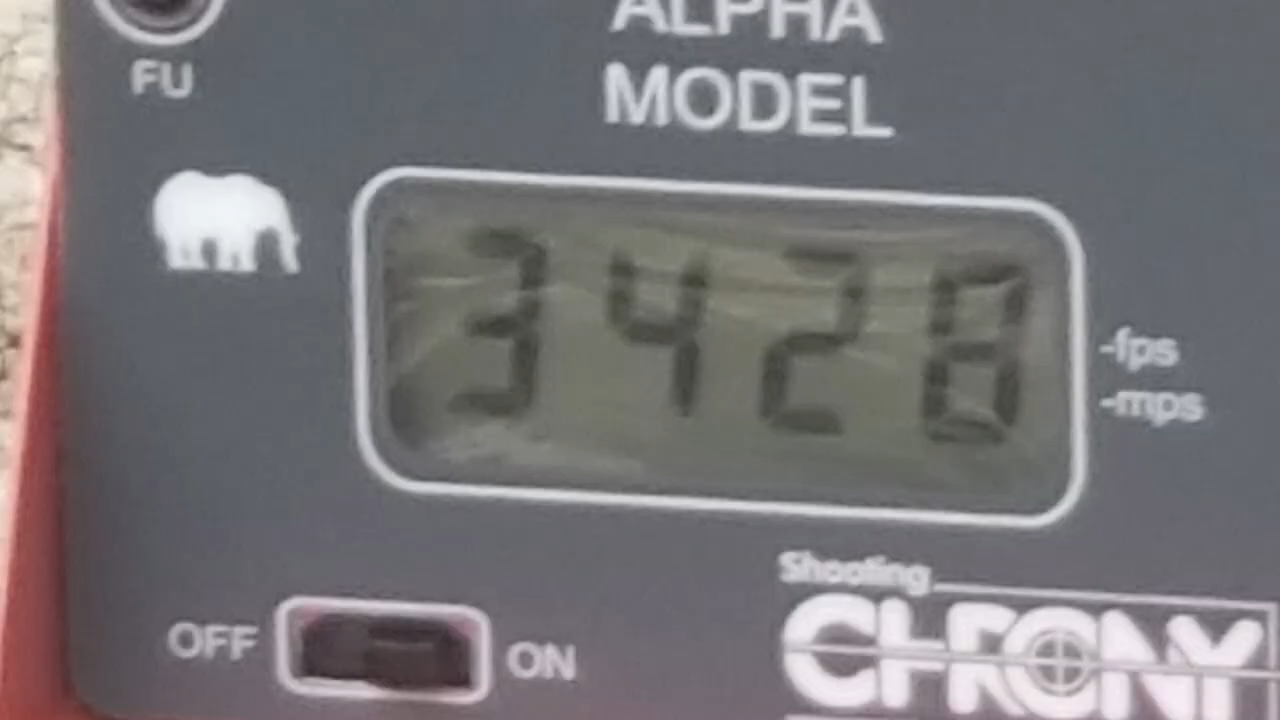 ALPHA
MODEL
FU
3428
-fps
-mps
Shooting
CHRONY
OFF ON